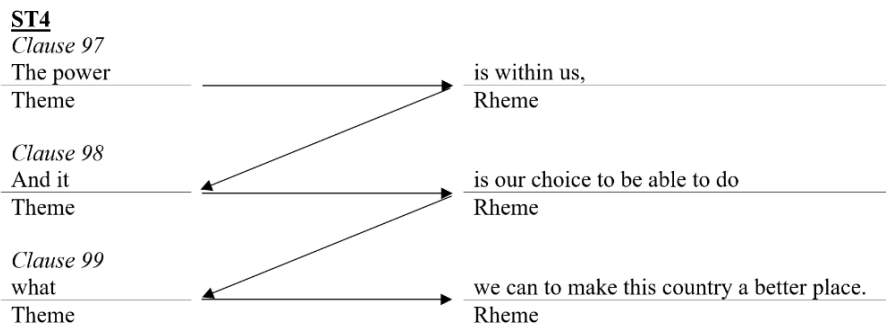 ST4
Clause 97
The power is within us,
Theme Rheme
Clause 98
And it is our choice to be able to do
Theme Rheme
Clause 99
what we can to make this country a better place.
Theme Rheme